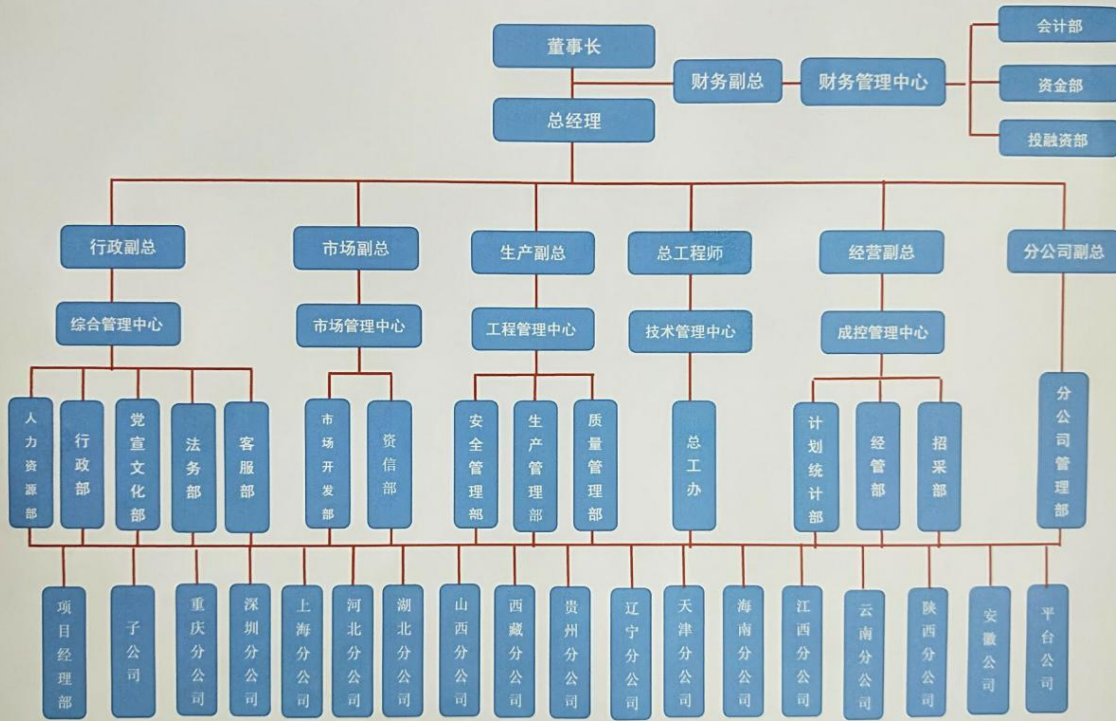 董事长
财务副总
财务管理中心
会计部
资金部
投融资部
总经理
行政副总
市场副总
生产副总
总工程师
经营副总
分公司副总
综合管理中心
市场管理中心
工程管理中心
技术管理中心
成控管理中心
人力资源部
行政部
党宣文化部
法务部
客服部
市场开发部
资信部
安全管理部
生产管理部
质量管理部
总工办
计划统计部
经管部
招采部
分公司管理部
项目经理部
子公司
重庆分公司
深圳分公司
上海分公司
河北分公司
湖北分公司
山西分公司
西藏分公司
贵州分公司
辽宁分公司
天津分公司
海南分公司
江西分公司
云南分公司
陕西分公司
安徽公司
平台公司